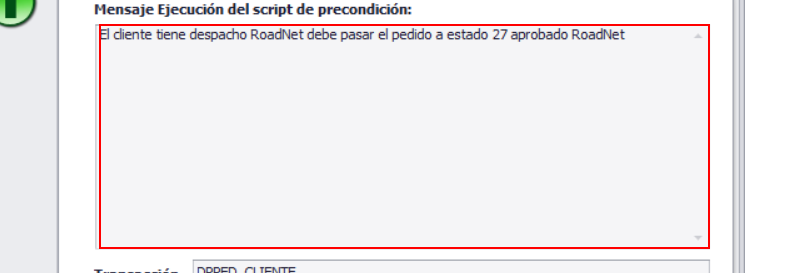 Mensaje Ejecución del script de precondición:
El cliente tiene despacho RoadNet debe pasar el pedido a estado 27 aprobado RoadNet
Transacción DPPED_CLIENTE